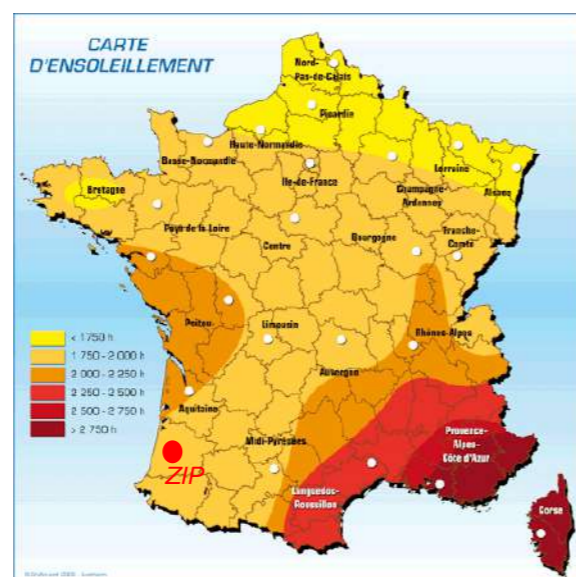 CARTE
D'ENSOLEILLEMENT
Nord-
Pas-de-Calais
Picardie
Haute-Normandie
Basse-Normandie
Ile-de-France
Lorraine
Alsace
Champagne-
Ardennes
Bretagne
Pays de la Loire
Centre
Bourgogne
Franche-
Comté
Poitou-
Limousin
Auvergne
Rhône-Alpes
Aquitaine
Midi-Pyrénées
Languedoc-
Roussillon
Provence-
Alpes-
Côte d'Azur
Corse
ZIP
< 1750 h
1 750 - 2 000 h
2 000 - 2 250 h
2 250 - 2 500 h
2 500 - 2 750 h
> 2 750 h